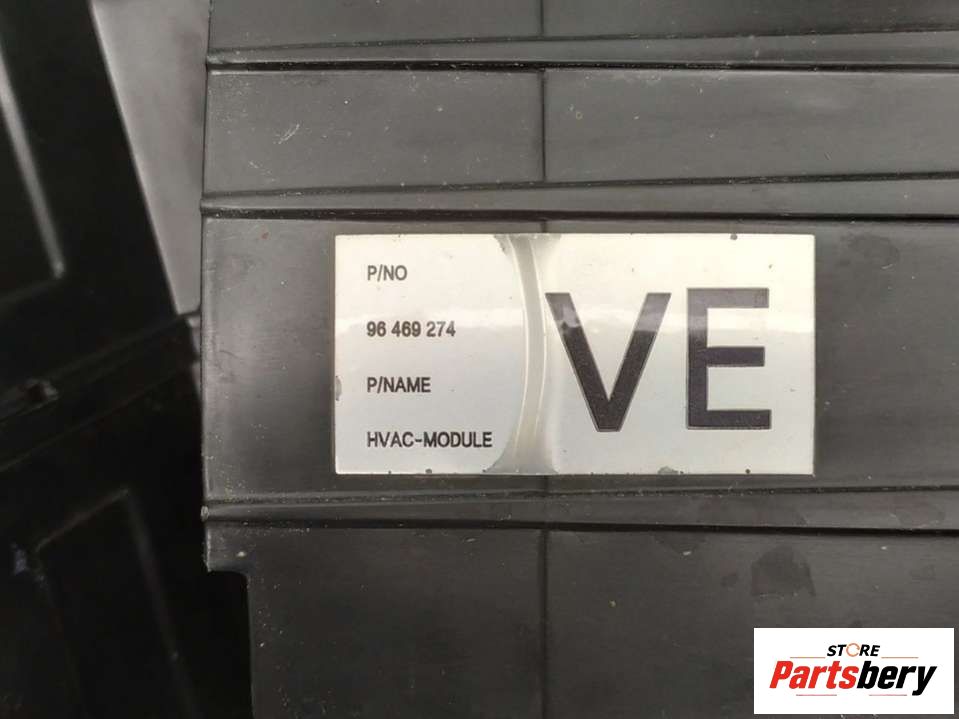 P/NO
96 469 274
P/NAME
HVAC-MODULE
VE
STORE
Partsbery